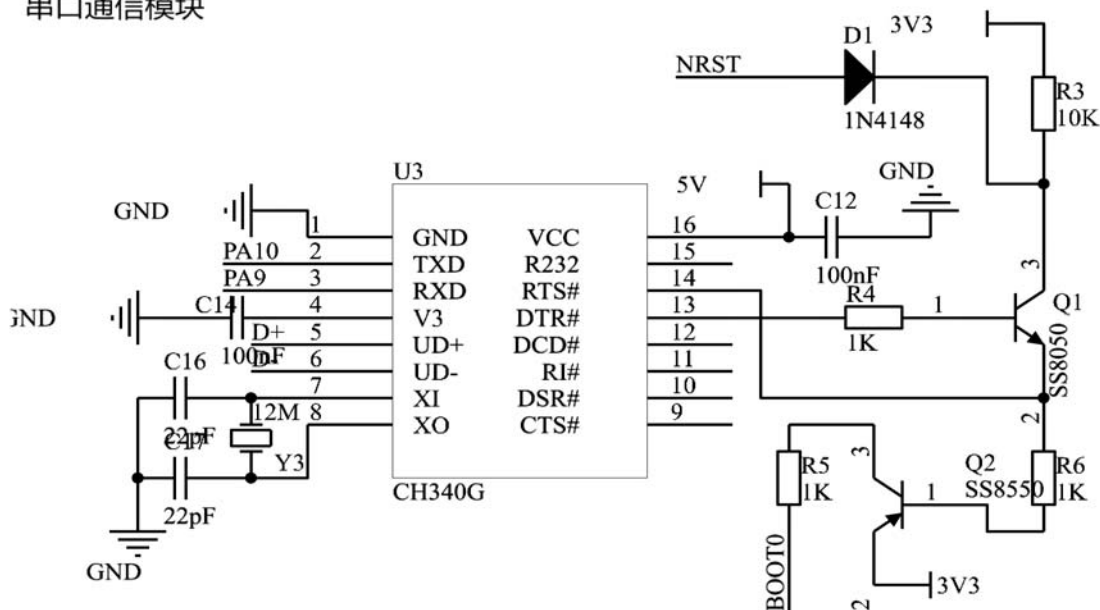 串口通信模块
D1
3V3
NRST
1N4148
R3
10K
U3
5V
GND
C12
100nF
GND
1
GND
VCC
16
PA10
2
TXD
R232
15
PA9
3
RXD
RTS#
14
GND
C14
100nF
4
V3
DTR#
13
R4
1K
1
3
Q1
SS8050
2
D+
5
UD+
DCD#
12
D-
6
UD-
RI#
11
C16
22pF
7
XI
DSR#
10
12M
8
XO
CTS#
9
C17
22pF
Y3
CH340G
GND
R5
1K
3
Q2
SS8550
1
R6
1K
BOOT0
2
3V3